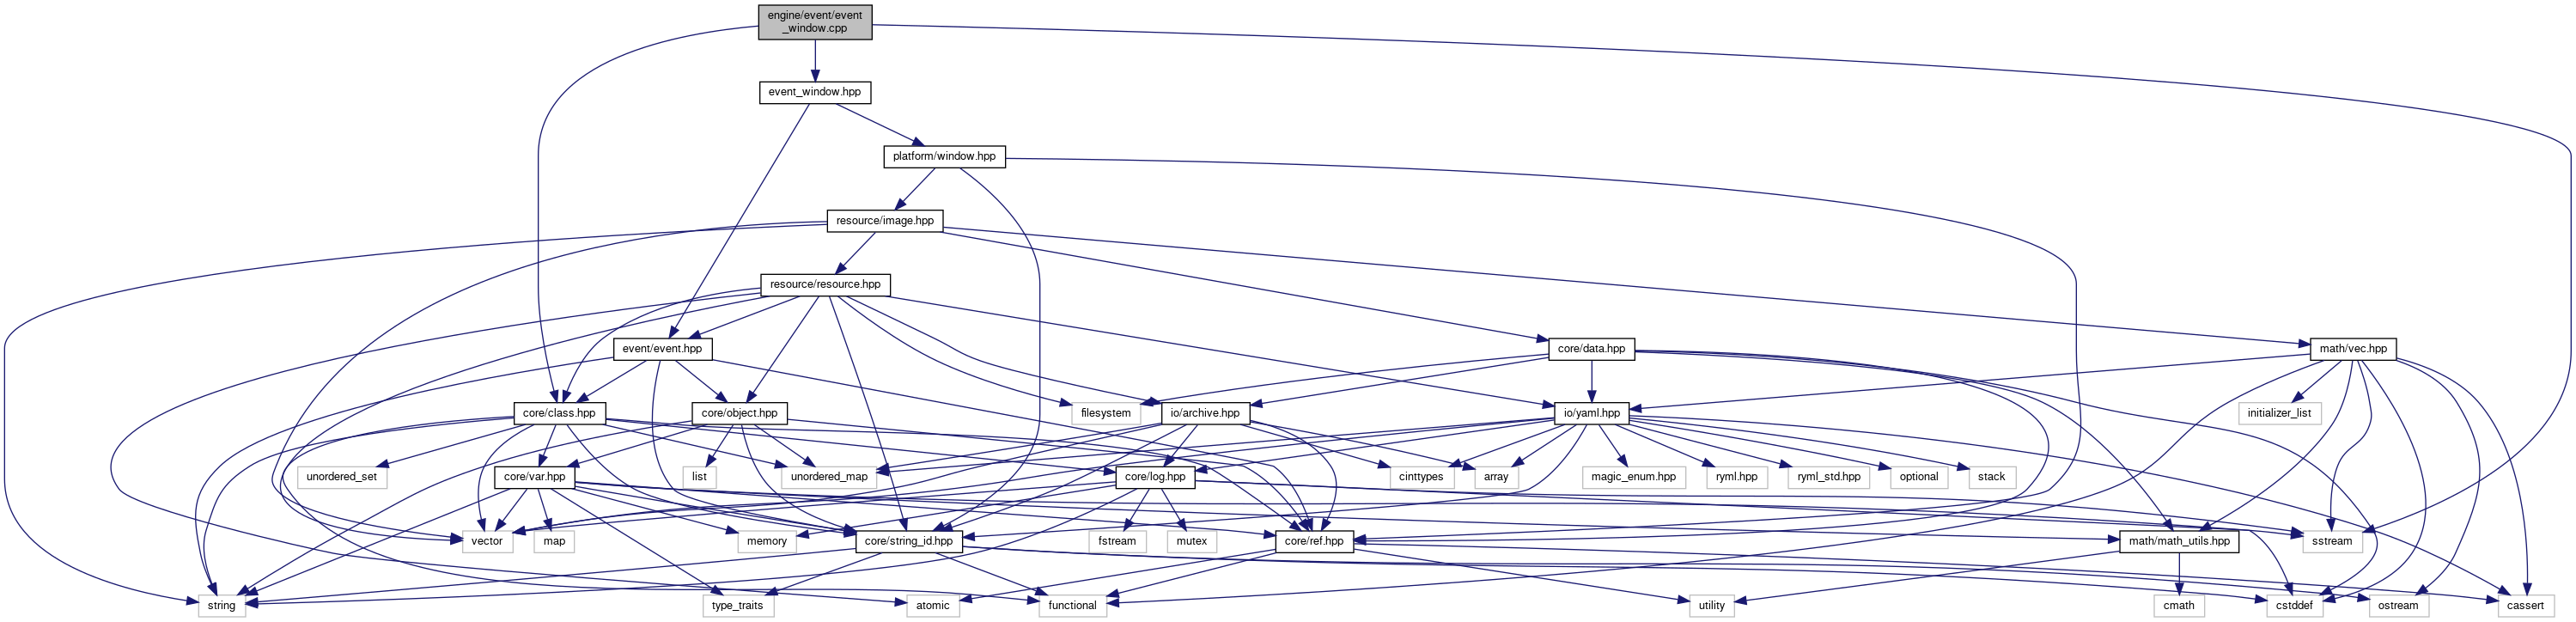 engine/event/event
_window.cpp
event_window.hpp
platform/window.hpp
resource/image.hpp
resource/resource.hpp
event/event.hpp
core/data.hpp
math/vec.hpp
core/class.hpp
core/object.hpp
filesystem
io/archive.hpp
io/yaml.hpp
initializer_list
unordered_set
core/var.hpp
list
unordered_map
core/log.hpp
cinttypes
array
magic_enum.hpp
ryml.hpp
ryml_std.hpp
optional
stack
vector
map
memory
core/string_id.hpp
fstream
mutex
core/ref.hpp
math/math_utils.hpp
sstream
string
type_traits
atomic
functional
utility
cmath
cstddef
ostream
cassert